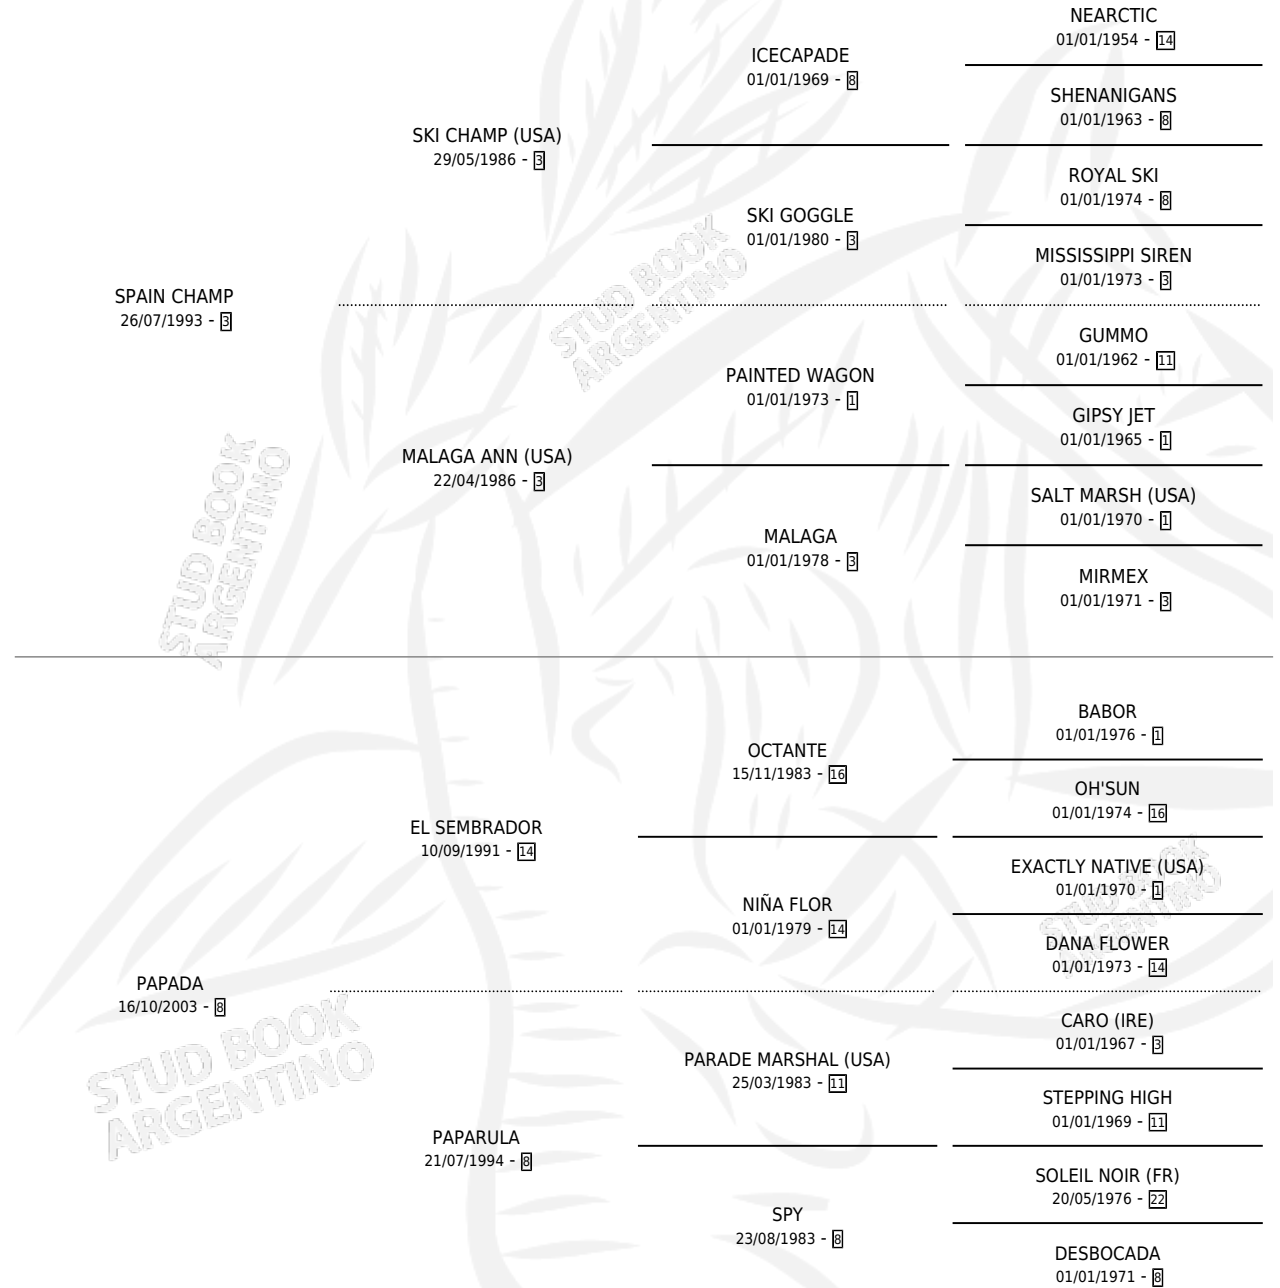 NEARCTIC
01/01/1954 - 14
ICECAPADE
01/01/1969 - 8
SHENANIGANS
01/01/1963 - 8
SKI CHAMP (USA)
29/05/1986 - 3
ROYAL SKI
01/01/1974 - 8
SKI GOGGLE
01/01/1980 - 3
MISSISSIPPI SIREN
01/01/1973 - 3
SPAIN CHAMP
26/07/1993 - 3
STUD BOOK
ARGENTINO
GUMMO
01/01/1962 - 11
PAINTED WAGON
01/01/1973 - 1
GIPSY JET
01/01/1965 - 1
MALAGA ANN (USA)
22/04/1986 - 3
SALT MARSH (USA)
01/01/1970 - 1
MALAGA
01/01/1978 - 3
MIRMEX
01/01/1971 - 3
STUD BOOK
ARGENTINO
BABOR
01/01/1976 - 1
OCTANTE
15/11/1983 - 16
OH'SUN
01/01/1974 - 16
EL SEMBRADOR
10/09/1991 - 14
EXACTLY NATIVE (USA)
01/01/1970 - 1
NIÑA FLOR
01/01/1979 - 14
STUD BOOK
ARGENTINO
DANA FLOWER
01/01/1973 - 14
PAPADA
16/10/2003 - 8
CARO (IRE)
01/01/1967 - 3
PARADE MARSHAL (USA)
25/03/1983 - 11
STEPPING HIGH
01/01/1969 - 11
STUD BOOK
ARGENTINO
PAPARULA
21/07/1994 - 8
SOLEIL NOIR (FR)
20/05/1976 - 22
SPY
23/08/1983 - 8
DESBOCADA
01/01/1971 - 8